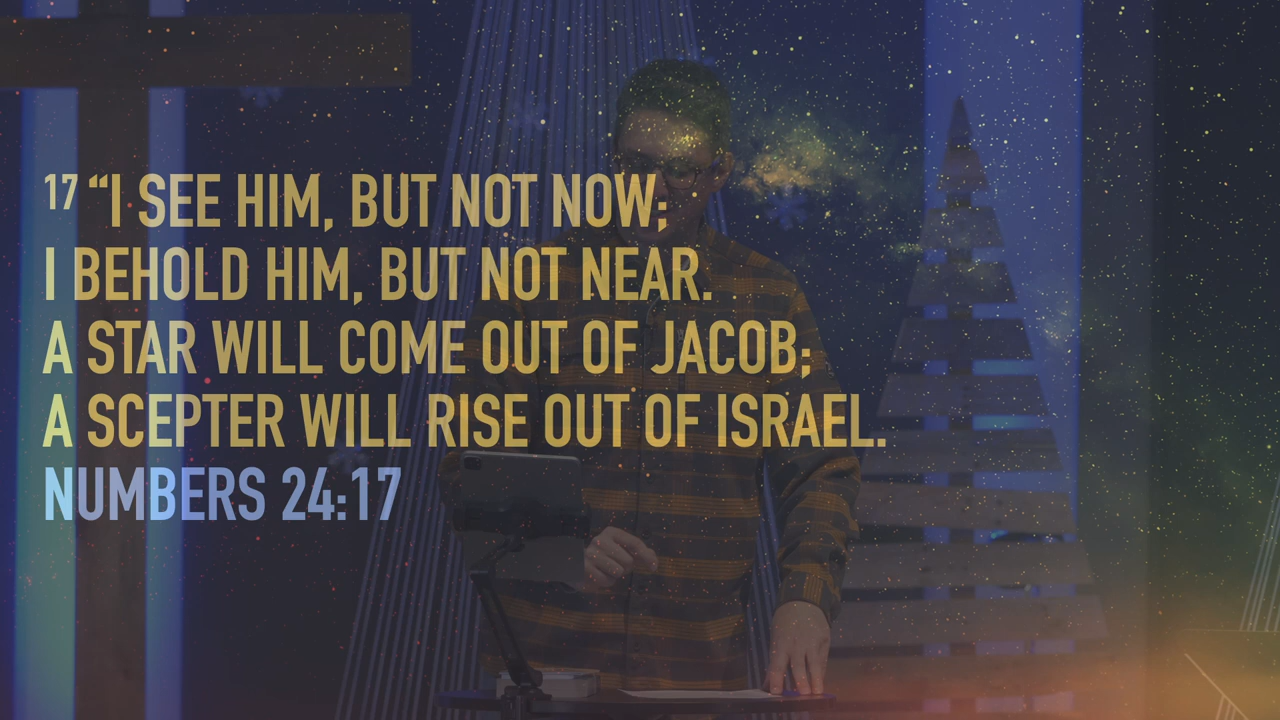 17 “I SEE HIM, BUT NOT NOW;
I BEHOLD HIM, BUT NOT NEAR.
A STAR WILL COME OUT OF JACOB;
A SCEPTER WILL RISE OUT OF ISRAEL.
NUMBERS 24:17